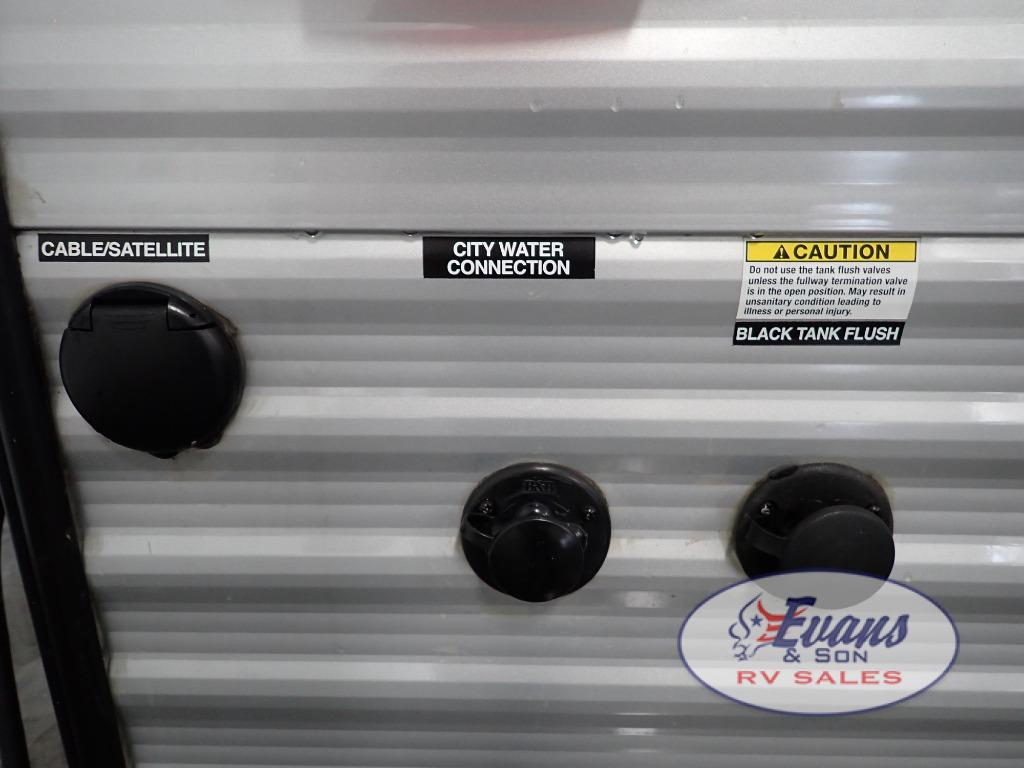 CABLE/SATELLITE
CITY WATER
CONNECTION
CAUTION
Do not use the tank flush valves
unless the fullway termination valve
is in the open position. May result in
unsanitary condition leading to
illness or personal injury.
BLACK TANK FLUSH
Evans
& SON
RV SALES